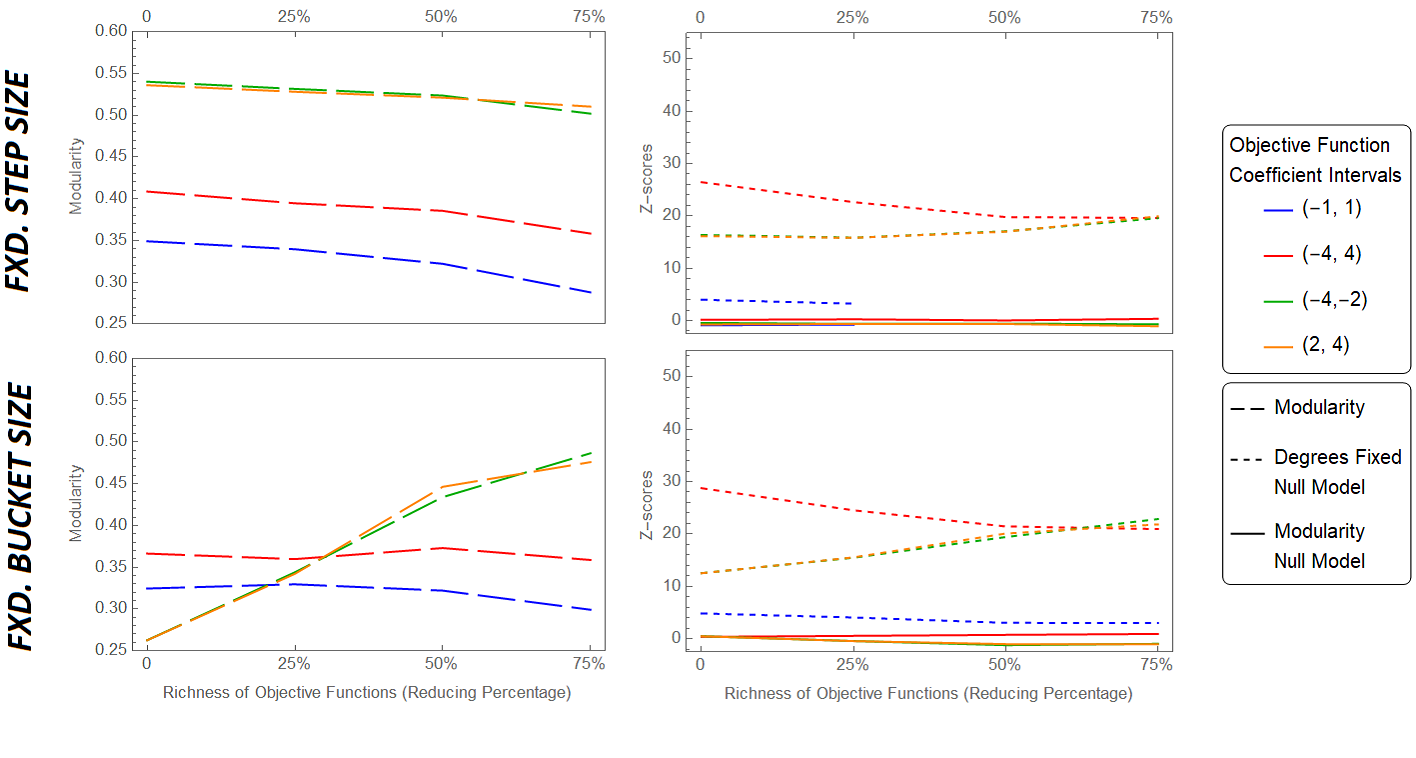 0 25% 50% 75%
0 25% 50% 75%
FXD. STEP SIZE
Modularity
0.60
0.55
0.50
0.45
0.40
0.35
0.30
0.25
Z-scores
50
40
30
20
10
0
FXD. BUCKET SIZE
Modularity
0.60
0.55
0.50
0.45
0.40
0.35
0.30
0.25
0 25% 50% 75%
Richness of Objective Functions (Reducing Percentage)
Z-scores
50
40
30
20
10
0
0 25% 50% 75%
Richness of Objective Functions (Reducing Percentage)
Objective Function
Coefficient Intervals
(−1, 1)
(−4, 4)
(−4,−2)
(2, 4)
Modularity
Degrees Fixed
Null Model
Modularity
Null Model